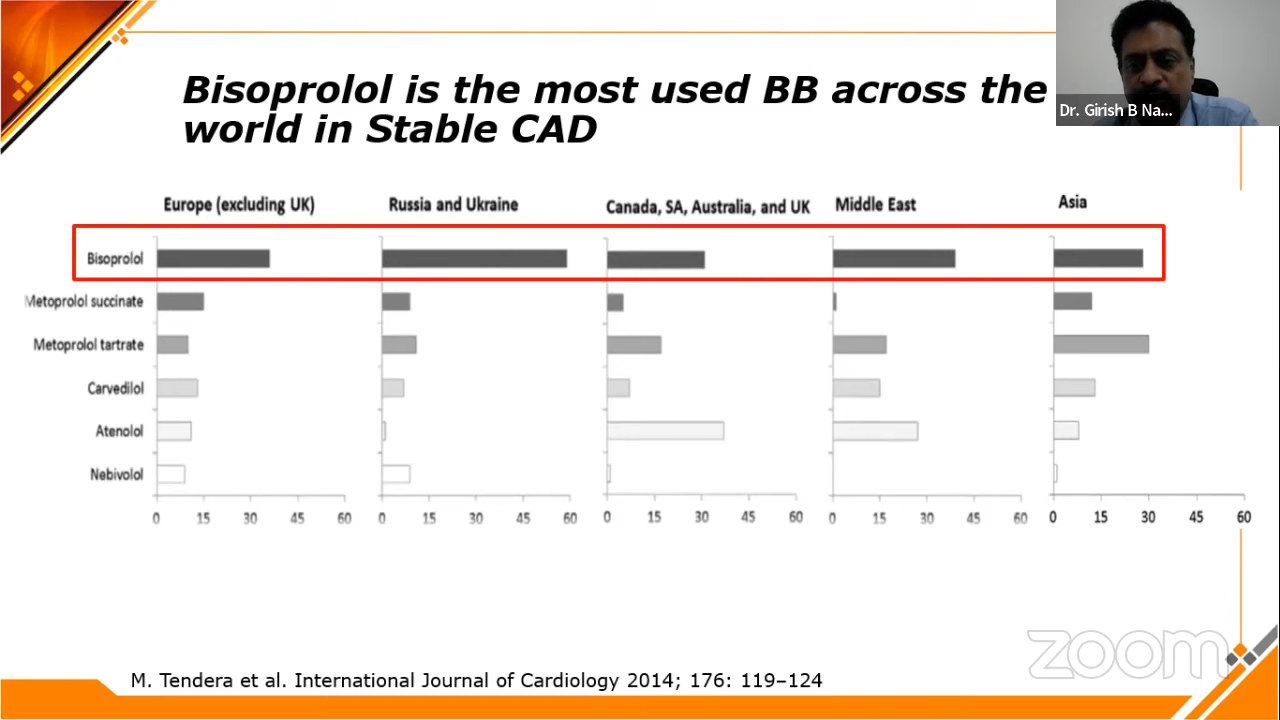 Bisoprolol is the most used BB across the
world in Stable CAD
Dr. Girish B Na...
Europe (excluding UK)
Russia and Ukraine
Canada, SA, Australia, and UK
Middle East
Asia
Bisoprolol
Metoprolol succinate
Metoprolol tartrate
Carvedilol
Atenolol
Nebivolol
0 15 30 45 60
0 15 30 45 60
0 15 30 45 60
0 15 30 45 60
0 15 30 45 60
zoom
M. Tendera et al. International Journal of Cardiology 2014; 176: 119–124